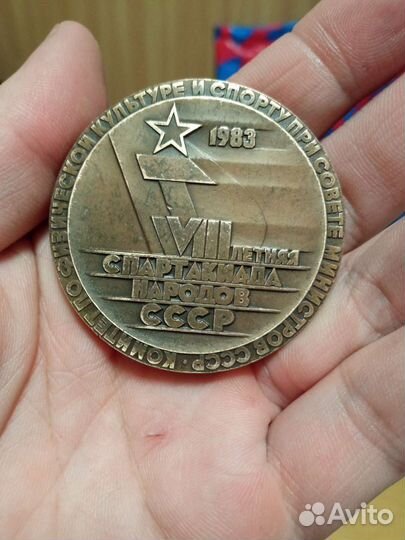 КОМИТЕТ ПО ФИЗИЧЕСКОЙ КУЛЬТУРЕ И СПОРТУ ПРИ СОВЕТЕ МИНИСТРОВ СССР ·
1983
VIII ЛЕТНЯЯ
СПАРТАКИАДА
НАРОДОВ
СССР
Avito